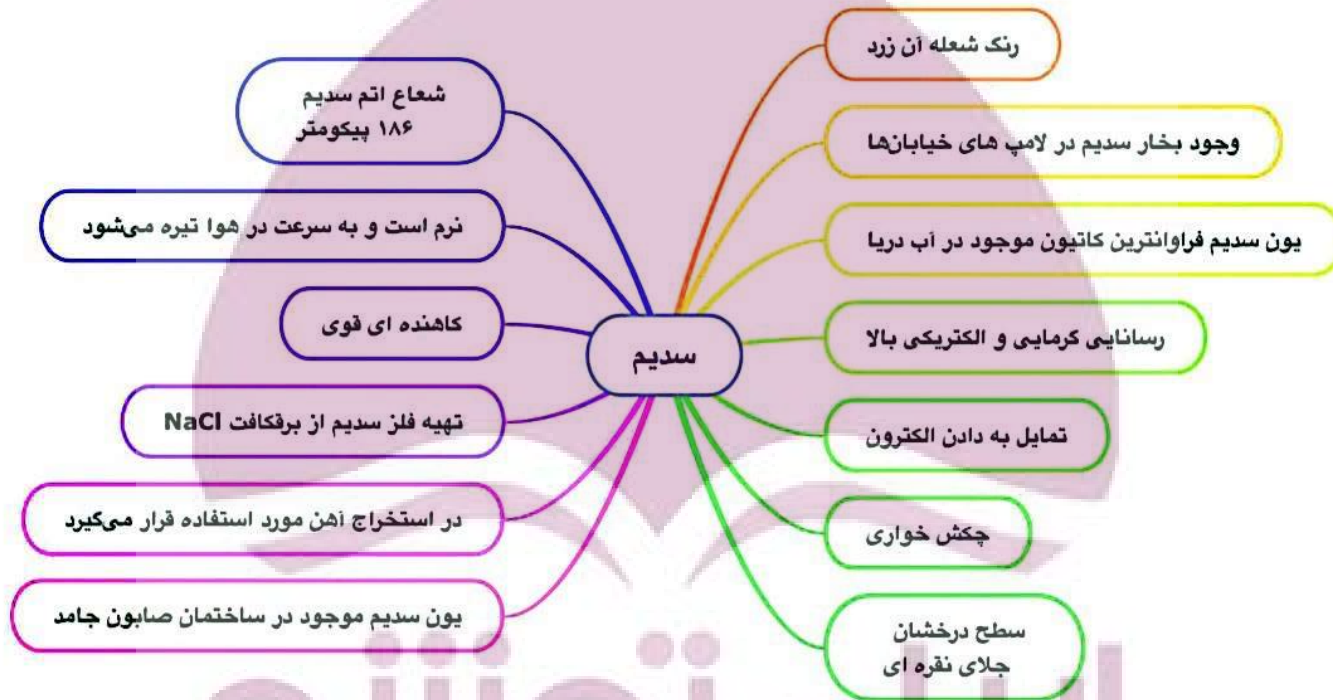 رنگ شعله آن زرد
وجود بخار سدیم در لامپ های خیابان‌ها
یون سدیم فراوانترین کاتیون موجود در آب دریا
رسانایی گرمایی و الکتریکی بالا
تمایل به دادن الکترون
چکش خواری
سطح درخشان
جلای نقره ای
سدیم
شعاع اتم سدیم
۱۸۶ پیکومتر
نرم است و به سرعت در هوا تیره می‌شود
کاهنده ای قوی
تهیه فلز سدیم از برقکافت NaCl
در استخراج آهن مورد استفاده قرار می‌گیرد
یون سدیم موجود در ساختمان صابون جامد